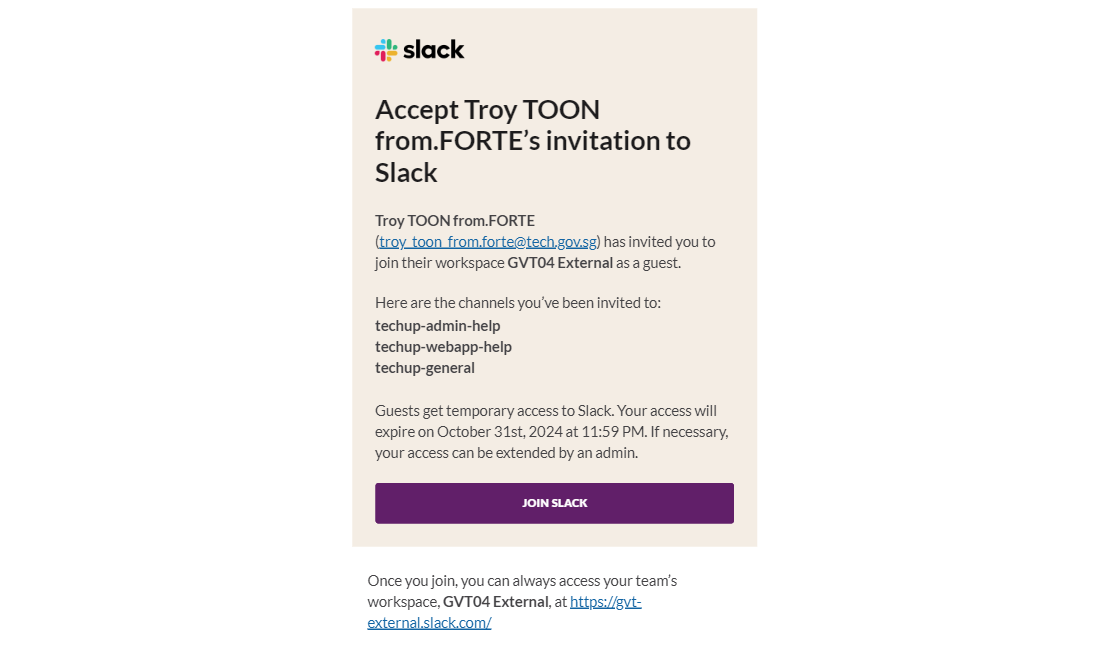 slack
Accept Troy TOON
from.FORTE’s invitation to
Slack
Troy TOON from.FORTE
(troy_toon_from.forte@tech.gov.sg) has invited you to
join their workspace GVT04 External as a guest.
Here are the channels you’ve been invited to:
techup-admin-help
techup-webapp-help
techup-general
Guests get temporary access to Slack. Your access will
expire on October 31st, 2024 at 11:59 PM. If necessary,
your access can be extended by an admin.
JOIN SLACK
Once you join, you can always access your team’s
workspace, GVT04 External, at https://gvt-
external.slack.com/